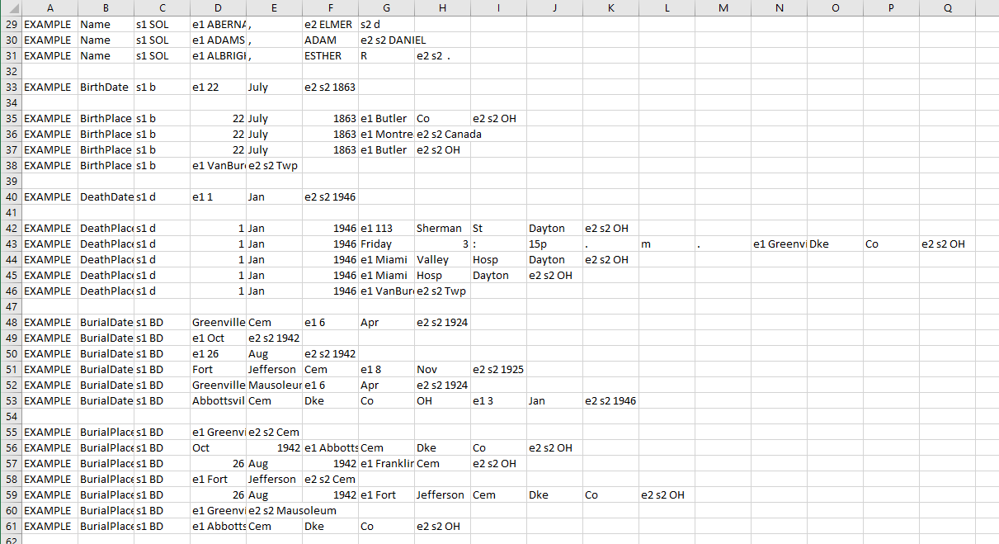 A B C D E F G H I J K L M N O P Q
29 EXAMPLE Name s1 SOL e1 ABERNA , e2 ELMER s2 d
30 EXAMPLE Name s1 SOL e1 ADAMS , ADAM e2 s2 DANIEL
31 EXAMPLE Name s1 SOL e1 ALBRIGH , ESTHER R e2 s2 .
32
33 EXAMPLE BirthDate s1 b e1 22 July e2 s2 1863
34
35 EXAMPLE BirthPlace s1 b 22 July 1863 e1 Butler Co e2 s2 OH
36 EXAMPLE BirthPlace s1 b 22 July 1863 e1 Montre e2 s2 Canada
37 EXAMPLE BirthPlace s1 b 22 July 1863 e1 Butler e2 s2 OH
38 EXAMPLE BirthPlace s1 b e1 VanBure e2 s2 Twp
39
40 EXAMPLE DeathDate s1 d e1 1 Jan e2 s2 1946
41
42 EXAMPLE DeathPlace s1 d 1 Jan 1946 e1 113 Sherman St Dayton e2 s2 OH
43 EXAMPLE DeathPlace s1 d 1 Jan 1946 Friday 3 : 15p . m . e1 Greenvi Dke Co e2 s2 OH
44 EXAMPLE DeathPlace s1 d 1 Jan 1946 e1 Miami Valley Hosp Dayton e2 s2 OH
45 EXAMPLE DeathPlace s1 d 1 Jan 1946 e1 Miami Hosp Dayton e2 s2 OH
46 EXAMPLE DeathPlace s1 d 1 Jan 1946 e1 VanBure e2 s2 Twp
47
48 EXAMPLE BurialDate s1 BD Greenville Cem e1 6 Apr e2 s2 1924
49 EXAMPLE BurialDate s1 BD e1 Oct e2 s2 1942
50 EXAMPLE BurialDate s1 BD e1 26 Aug e2 s2 1942
51 EXAMPLE BurialDate s1 BD Fort Jefferson Cem e1 8 Nov e2 s2 1925
52 EXAMPLE BurialDate s1 BD Greenville Mausoleum e1 6 Apr e2 s2 1924
53 EXAMPLE BurialDate s1 BD Abbottsvil Cem Dke Co OH e1 3 Jan e2 s2 1946
54
55 EXAMPLE BurialPlace s1 BD e1 Greenvi e2 s2 Cem
56 EXAMPLE BurialPlace s1 BD Oct 1942 e1 Abbotts Cem Dke Co e2 s2 OH
57 EXAMPLE BurialPlace s1 BD 26 Aug 1942 e1 Franklin Cem e2 s2 OH
58 EXAMPLE BurialPlace s1 BD e1 Fort Jefferson e2 s2 Cem
59 EXAMPLE BurialPlace s1 BD 26 Aug 1942 e1 Fort Jefferson Cem Dke Co e2 s2 OH
60 EXAMPLE BurialPlace s1 BD e1 Greenvi e2 s2 Mausoleum
61 EXAMPLE BurialPlace s1 BD e1 Abbotts Cem Dke Co e2 s2 OH
62